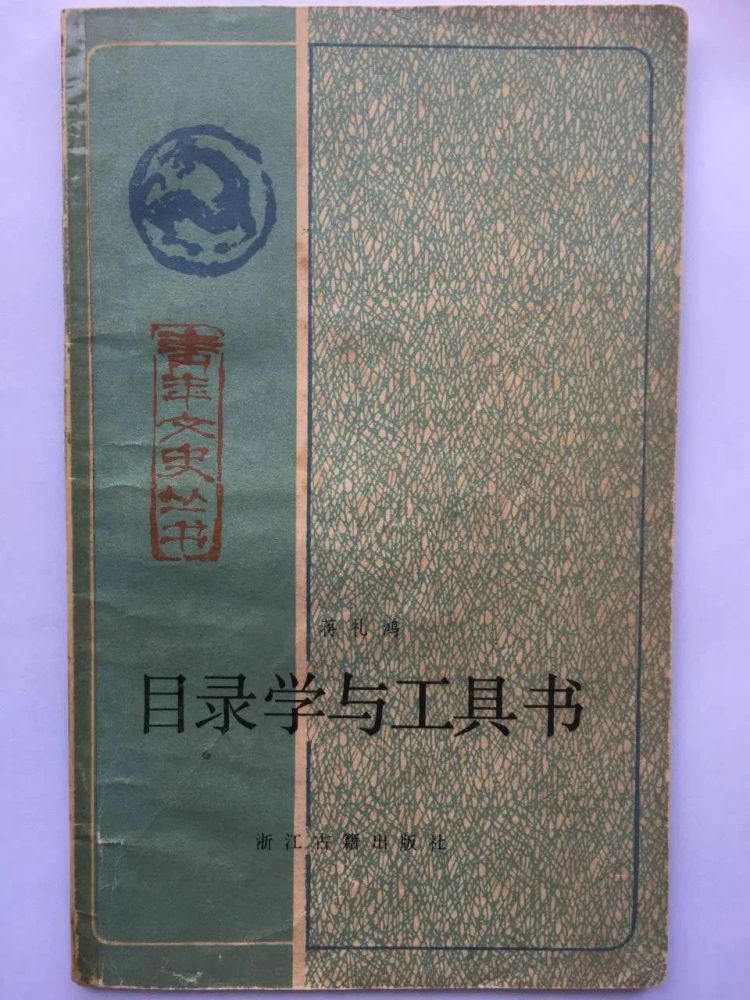 青年文史丛书
蒋礼鸿
目录学与工具书
浙江古籍出版社